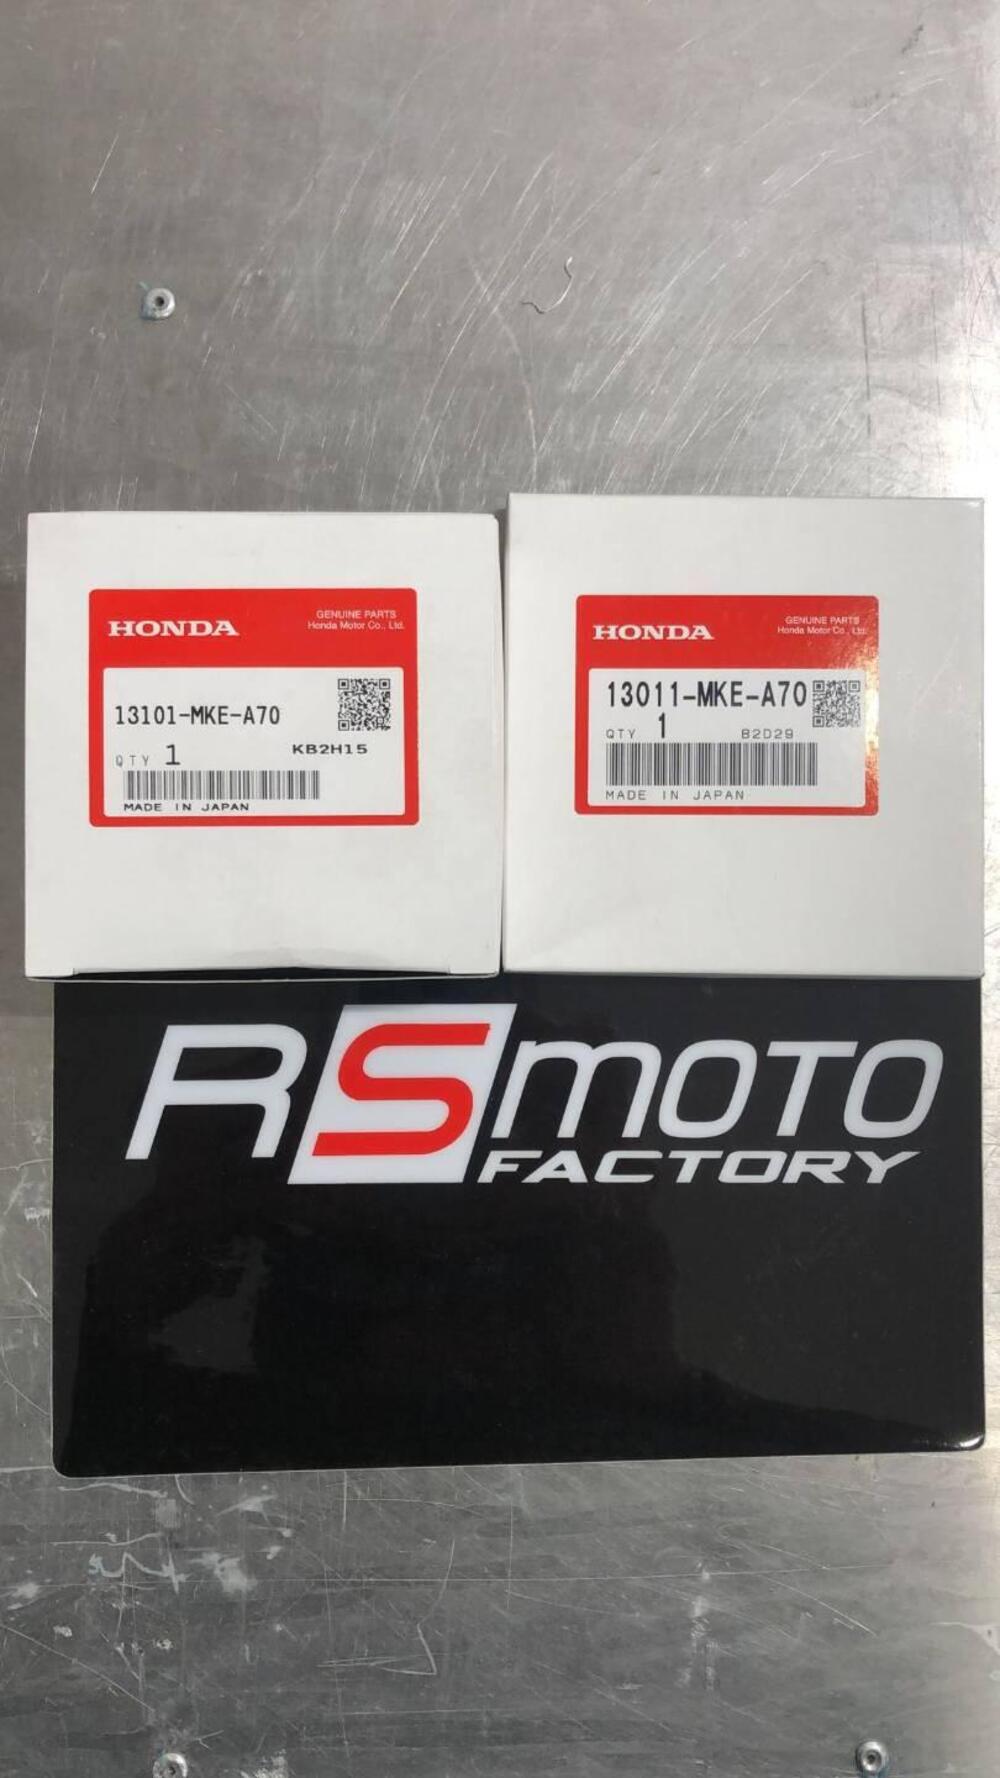 HONDA
GENUINE PARTS
Honda Motor Co., Ltd.
13101-MKE-A70
QTY 1
KB2H15
MADE IN JAPAN
HONDA
GENUINE PARTS
Honda Motor Co., Ltd.
13011-MKE-A70
QTY 1 B2D29
MADE IN JAPAN
RSmoto
FACTORY